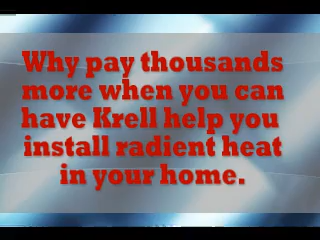 Why pay thousands
more when you can
have Krell help you
install radient heat
in your home.